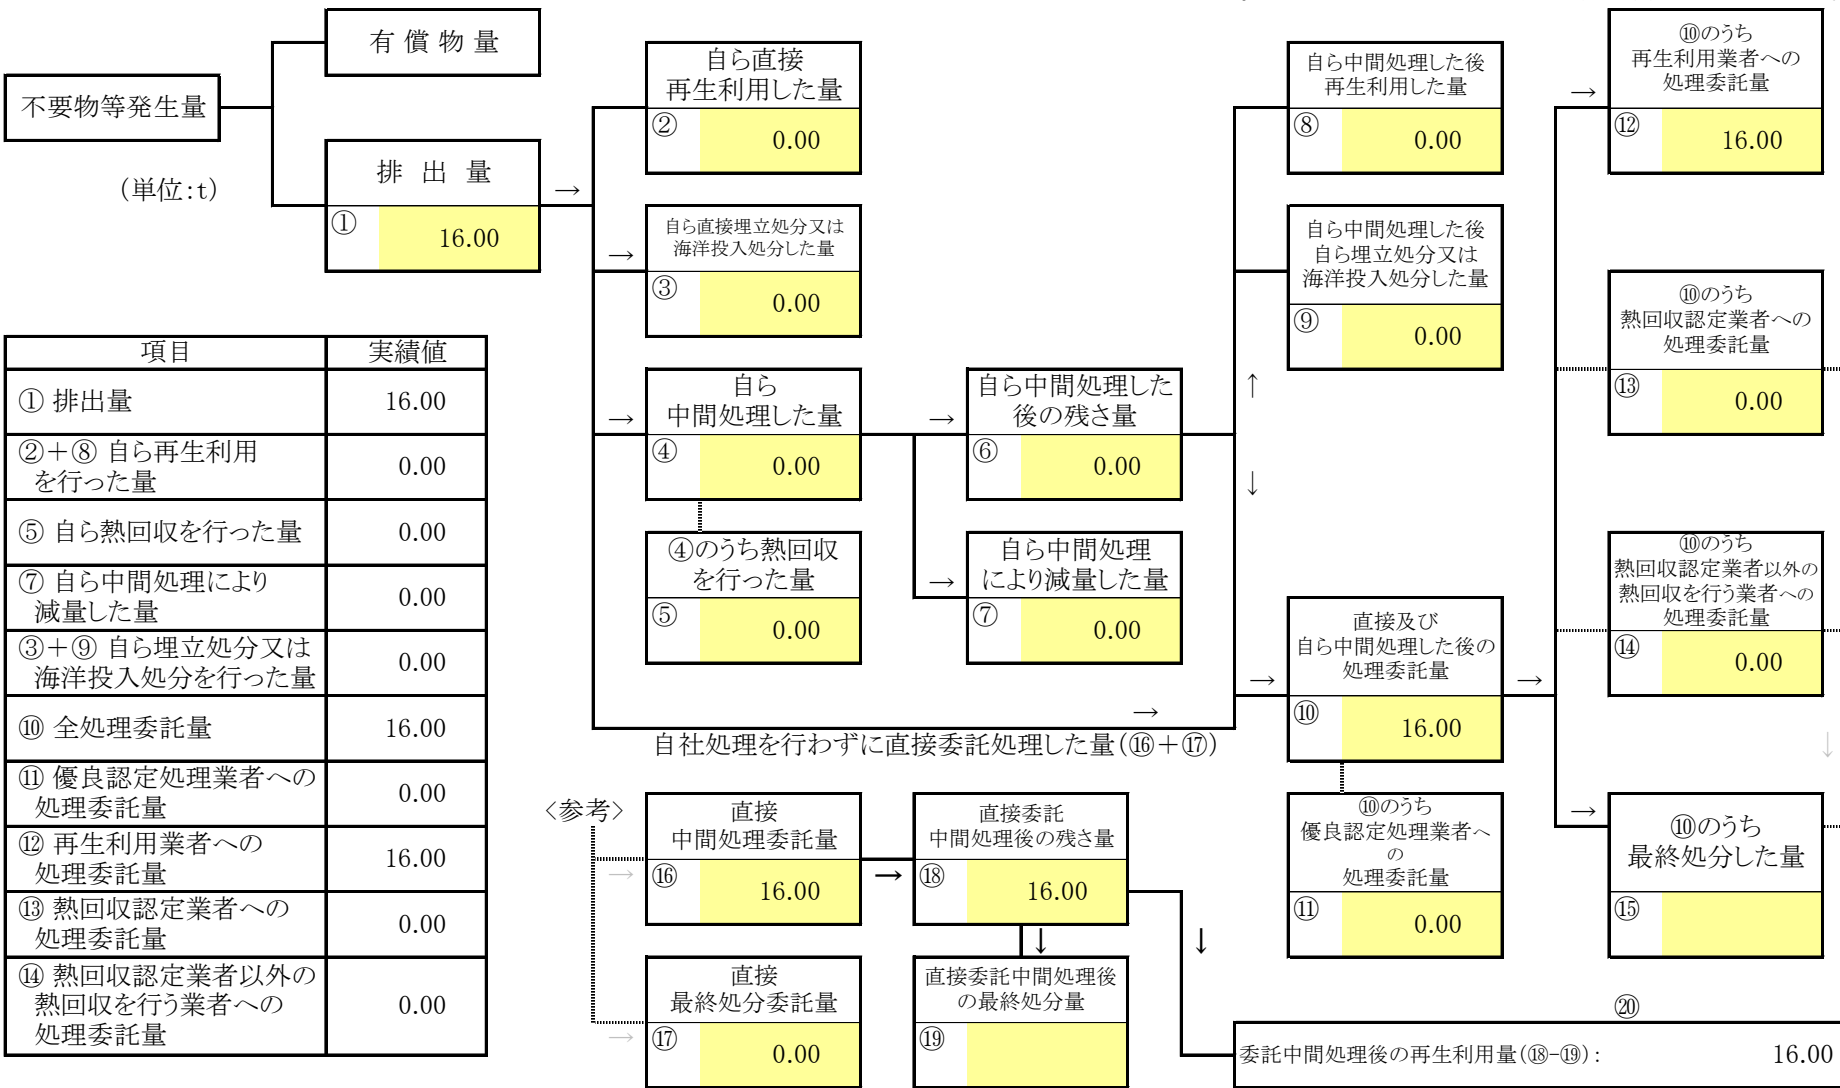 有 償 物 量
不要物等発生量
（単位：t）
排 出 量
→
① 16.00
自ら直接
再生利用した量
② 0.00
→
自ら直接埋立処分又は
海洋投入処分した量
③ 0.00
→
自ら
中間処理した量
④ 0.00
④のうち熱回収
を行った量
⑤ 0.00
→
自ら中間処理した
後の残さ量
⑥ 0.00
→
自ら中間処理
により減量した量
⑦ 0.00
↑
↓
自ら中間処理した後
再生利用した量
⑧ 0.00
自ら中間処理した後
自ら埋立処分又は
海洋投入処分した量
⑨ 0.00
→
自社処理を行わずに直接委託処理した量（⑯＋⑰）
→
直接及び
自ら中間処理した後の
処理委託量
⑩ 16.00
⑩のうち
優良認定処理業者へ
の
処理委託量
⑪ 0.00
→
→
⑩のうち
再生利用業者への
処理委託量
⑫ 16.00
⑩のうち
熱回収認定業者への
処理委託量
⑬ 0.00
⑩のうち
熱回収認定業者以外の
熱回収を行う業者への
処理委託量
⑭ 0.00
↓
→
⑩のうち
最終処分した量
⑮
項目 実績値
① 排出量 16.00
②＋⑧ 自ら再生利用
を行った量 0.00
⑤ 自ら熱回収を行った量 0.00
⑦ 自ら中間処理により
減量した量 0.00
③＋⑨ 自ら埋立処分又は
海洋投入処分を行った量 0.00
⑩ 全処理委託量 16.00
⑪ 優良認定処理業者への
処理委託量 0.00
⑫ 再生利用業者への
処理委託量 16.00
⑬ 熱回収認定業者への
処理委託量 0.00
⑭ 熱回収認定業者以外の
熱回収を行う業者への
処理委託量 0.00
〈参考〉
→
直接
中間処理委託量
⑯ 16.00
→
直接委託
中間処理後の残さ量
⑱ 16.00
↓
↓
→
直接
最終処分委託量
⑰ 0.00
直接委託中間処理後
の最終処分量
⑲
⑳
委託中間処理後の再生利用量（⑱-⑲）： 16.00